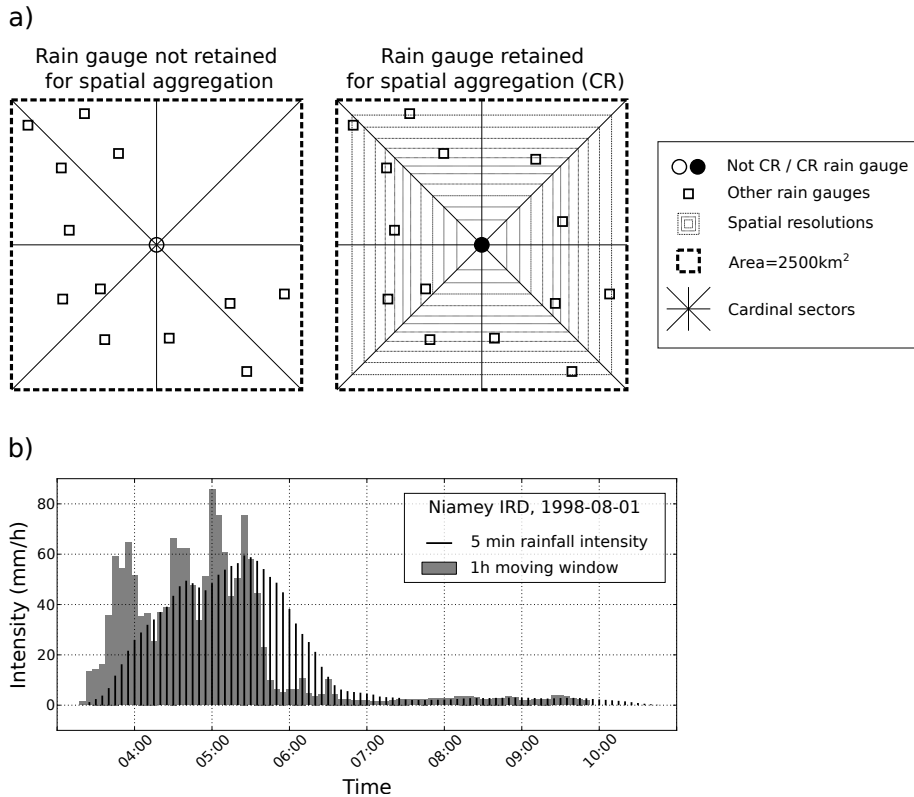 a)
Rain gauge not retained
for spatial aggregation
Rain gauge retained
for spatial aggregation (CR)
Not CR / CR rain gauge
Other rain gauges
Spatial resolutions
Area=2500km²
Cardinal sectors
b)
Intensity (mm/h)
80
60
40
20
0
Niamey IRD, 1998-08-01
5 min rainfall intensity
1h moving window
04:00
05:00
06:00
07:00
08:00
09:00
10:00
Time